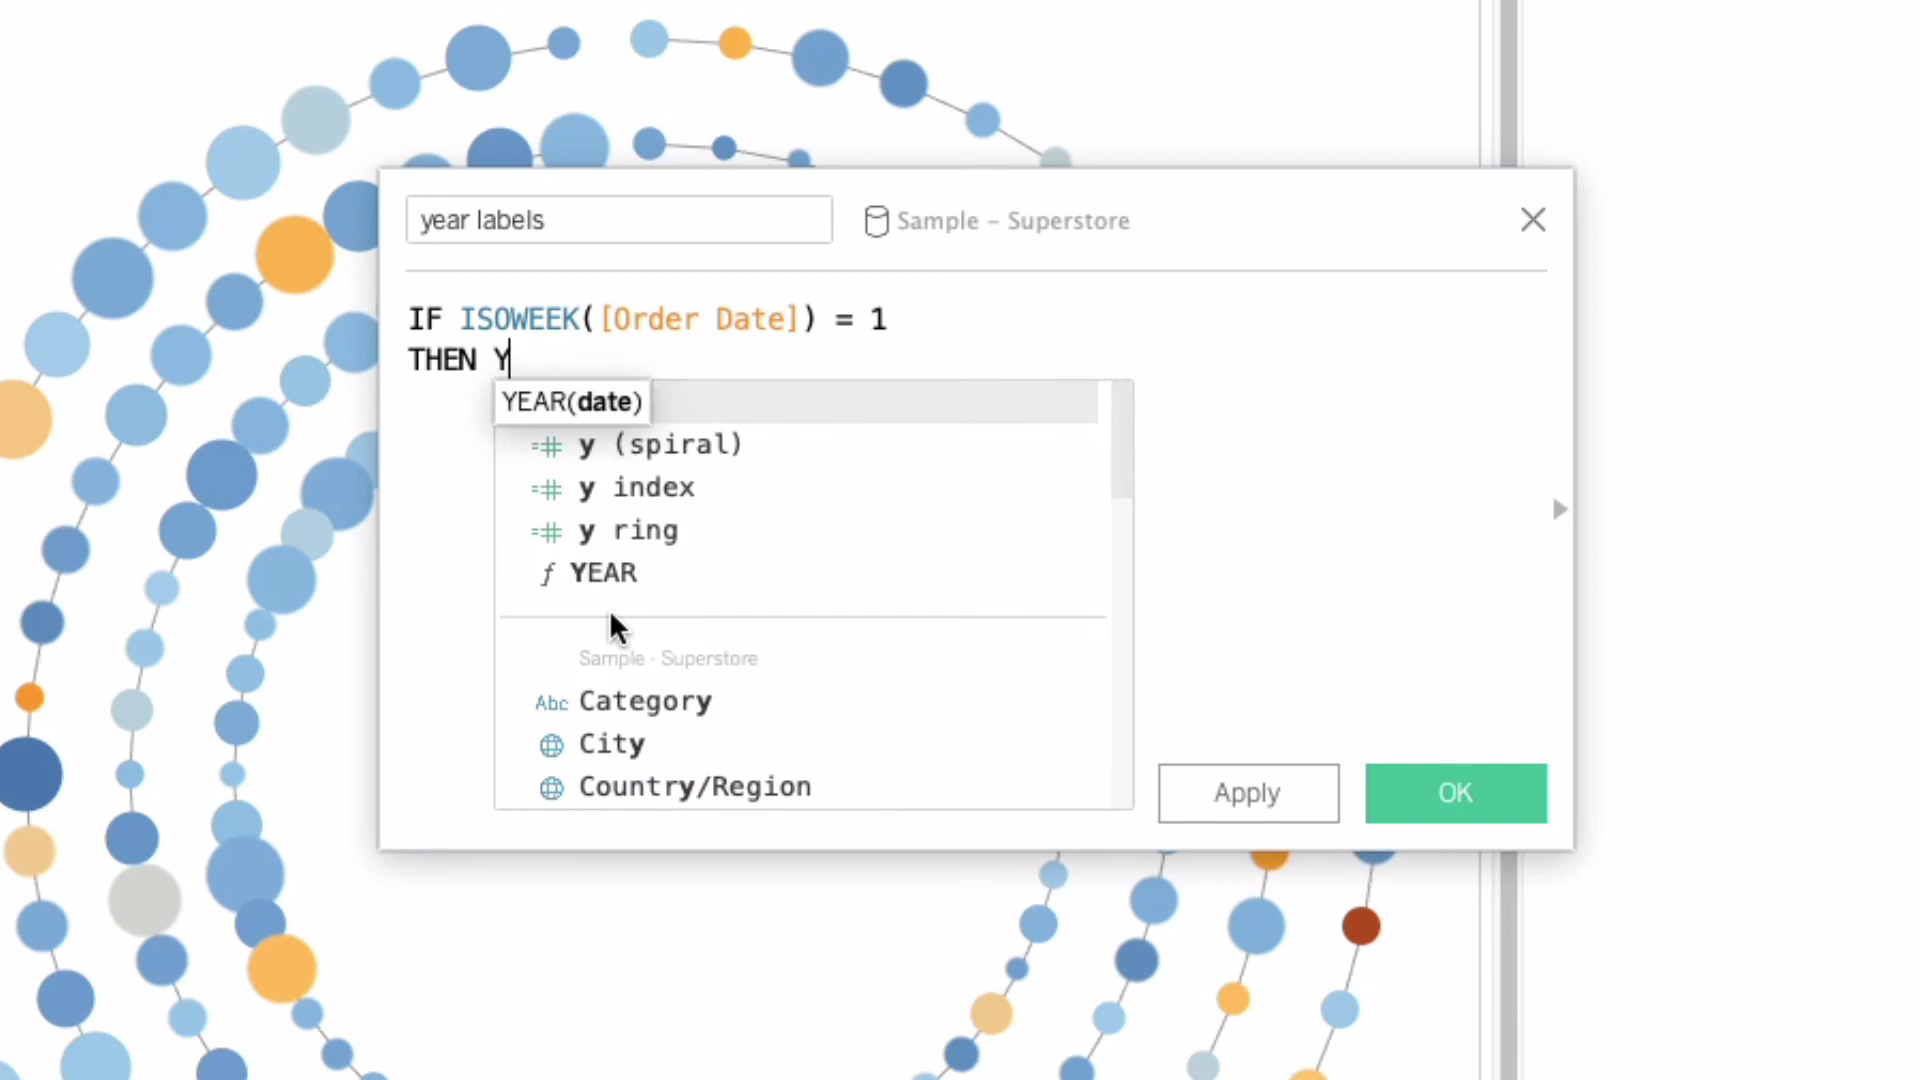 year labels
Sample – Superstore
IF ISOWEEK([Order Date]) = 1
THEN Y
YEAR(date)
=# y (spiral)
=# y index
=# y ring
ƒ YEAR
Sample - Superstore
Abc Category
City
Country/Region
Apply
OK